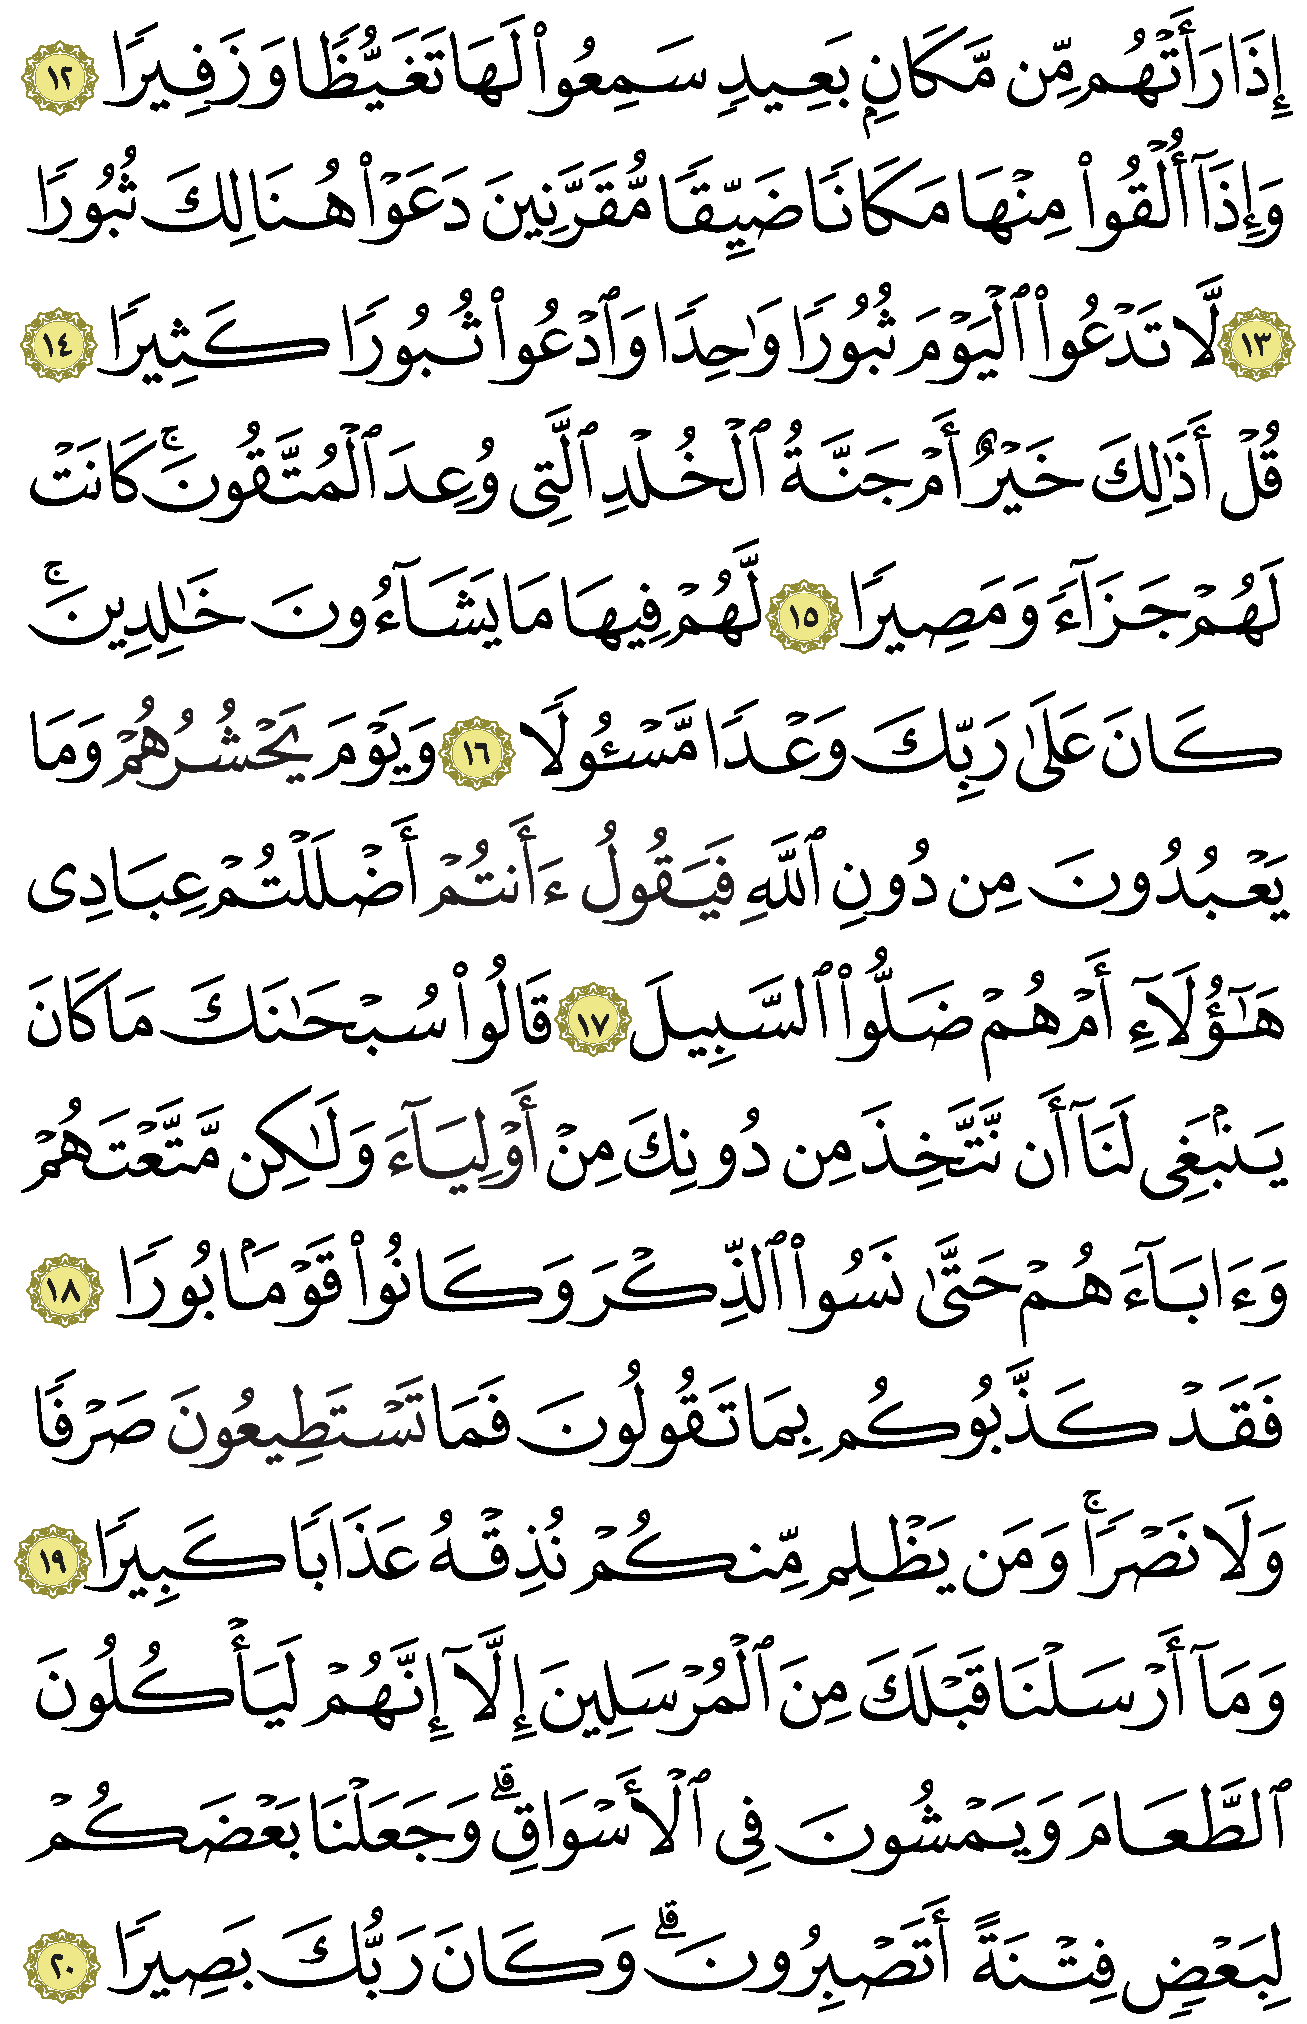 إِذَا رَأَتْهُم مِّن مَّكَانِۭ بَعِيدٍ سَمِعُوا۟ لَهَا تَغَيُّظًا وَزَفِيرًا ١٢
وَإِذَآ أُلْقُوا۟ مِنْهَا مَكَانًا ضَيِّقًا مُّقَرَّنِينَ دَعَوْا۟ هُنَالِكَ ثُبُورًا
١٣ لَّا تَدْعُوا۟ ٱلْيَوْمَ ثُبُورًا وَٰحِدًا وَٱدْعُوا۟ ثُبُورًا كَثِيرًا ١٤
قُلْ أَذَٰلِكَ خَيْرٌ أَمْ جَنَّةُ ٱلْخُلْدِ ٱلَّتِى وُعِدَ ٱلْمُتَّقُونَ ۚ كَانَتْ
لَهُمْ جَزَآءً وَمَصِيرًا ١٥ لَّهُمْ فِيهَا مَا يَشَآءُونَ خَٰلِدِينَ ۚ
كَانَ عَلَىٰ رَبِّكَ وَعْدًا مَّسْـُٔولًا ١٦ وَيَوْمَ يَحْشُرُهُمْ وَمَا
يَعْبُدُونَ مِن دُونِ ٱللَّهِ فَيَقُولُ ءَأَنتُمْ أَضْلَلْتُمْ عِبَادِى
هَٰٓؤُلَآءِ أَمْ هُمْ ضَلُّوا۟ ٱلسَّبِيلَ ١٧ قَالُوا۟ سُبْحَٰنَكَ مَا كَانَ
يَنۢبَغِى لَنَآ أَن نَّتَّخِذَ مِن دُونِكَ مِنْ أَوْلِيَآءَ وَلَٰكِن مَّتَّعْتَهُمْ
وَءَابَآءَهُمْ حَتَّىٰ نَسُوا۟ ٱلذِّكْرَ وَكَانُوا۟ قَوْمًۢا بُورًا ١٨
فَقَدْ كَذَّبُوكُم بِمَا تَقُولُونَ فَمَا تَسْتَطِيعُونَ صَرْفًا
وَلَا نَصْرًا ۚ وَمَن يَظْلِم مِّنكُمْ نُذِقْهُ عَذَابًا كَبِيرًا ١٩
وَمَآ أَرْسَلْنَا قَبْلَكَ مِنَ ٱلْمُرْسَلِينَ إِلَّآ إِنَّهُمْ لَيَأْكُلُونَ
ٱلطَّعَامَ وَيَمْشُونَ فِى ٱلْأَسْوَاقِ ۗ وَجَعَلْنَا بَعْضَكُمْ
لِبَعْضٍ فِتْنَةً أَتَصْبِرُونَ ۗ وَكَانَ رَبُّكَ بَصِيرًا ٢٠